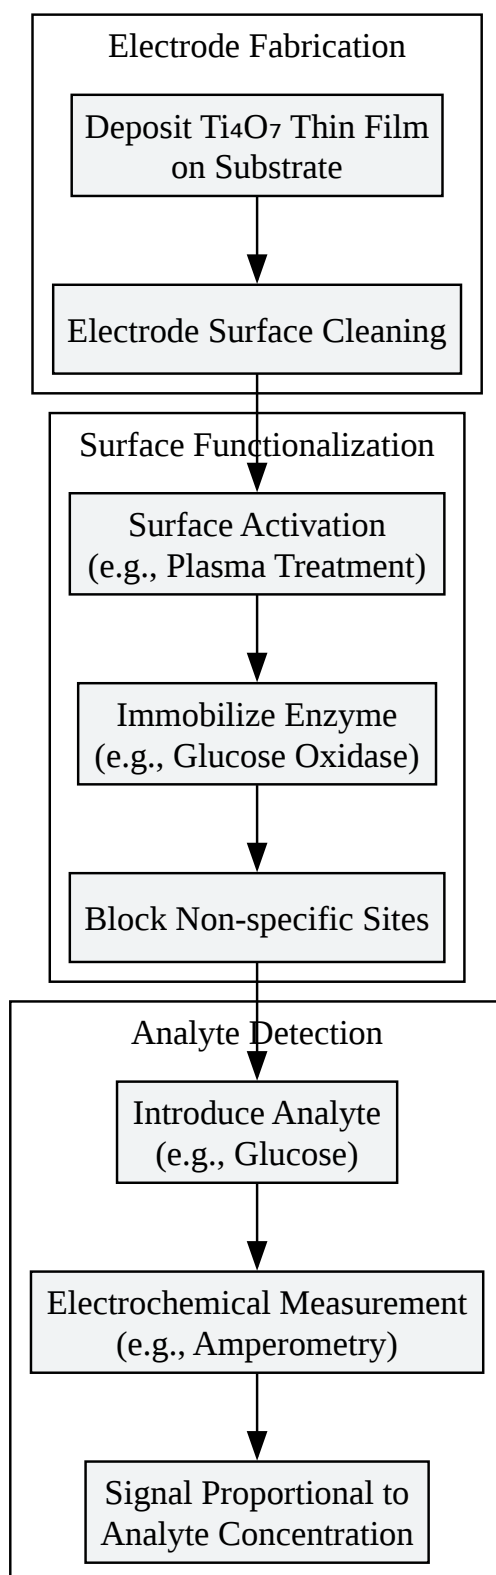 Electrode Fabrication
Deposit Ti₄O₇ Thin Film
on Substrate
Electrode Surface Cleaning
Surface Functionalization
Surface Activation
(e.g., Plasma Treatment)
Immobilize Enzyme
(e.g., Glucose Oxidase)
Block Non-specific Sites
Analyte Detection
Introduce Analyte
(e.g., Glucose)
Electrochemical Measurement
(e.g., Amperometry)
Signal Proportional to
Analyte Concentration